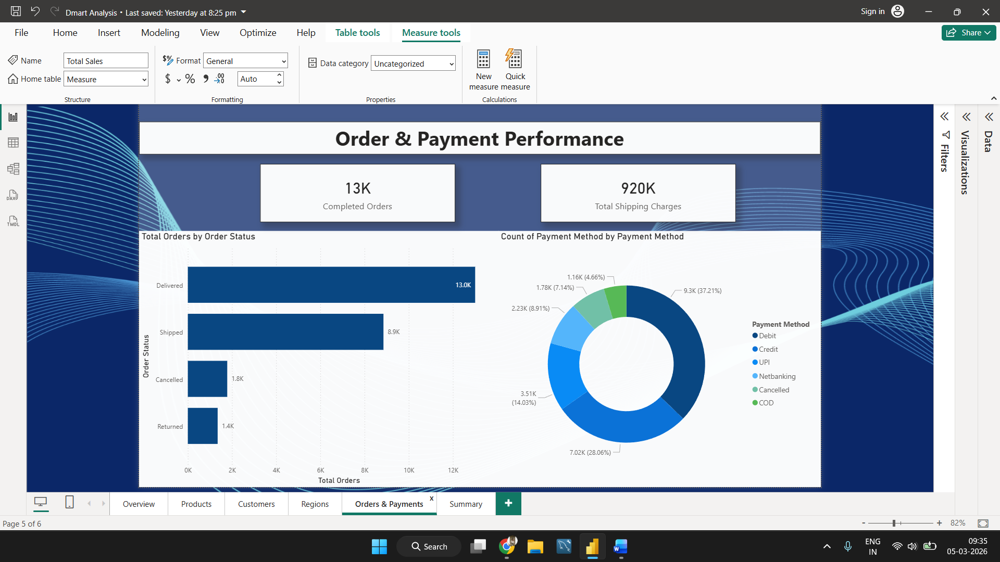 Dmart Analysis • Last saved: Yesterday at 8:25 pm
Sign in
File Home Insert Modeling View Optimize Help Table tools Measure tools
Share
Name Total Sales
Home table Measure
Structure
$% Format General
$ % , .00 →0 Auto
Formatting
Data category Uncategorized
Properties
New measure
Quick measure
Calculations
DAX
TMDL
Order & Payment Performance
13K
Completed Orders
920K
Total Shipping Charges
Total Orders by Order Status
Order Status
Delivered 13.0K
Shipped 8.9K
Cancelled 1.8K
Returned 1.4K
0K 2K 4K 6K 8K 10K 12K
Total Orders
Count of Payment Method by Payment Method
1.16K (4.66%)
1.78K (7.14%)
9.3K (37.21%)
2.23K (8.91%)
3.51K
(14.03%)
7.02K (28.06%)
Payment Method
Debit
Credit
UPI
Netbanking
Cancelled
COD
Filters
Visualizations
Data
Overview Products Customers Regions Orders & Payments x Summary +
Page 5 of 6
- + 82%
Search
W
ENG
IN
09:35
05-03-2026